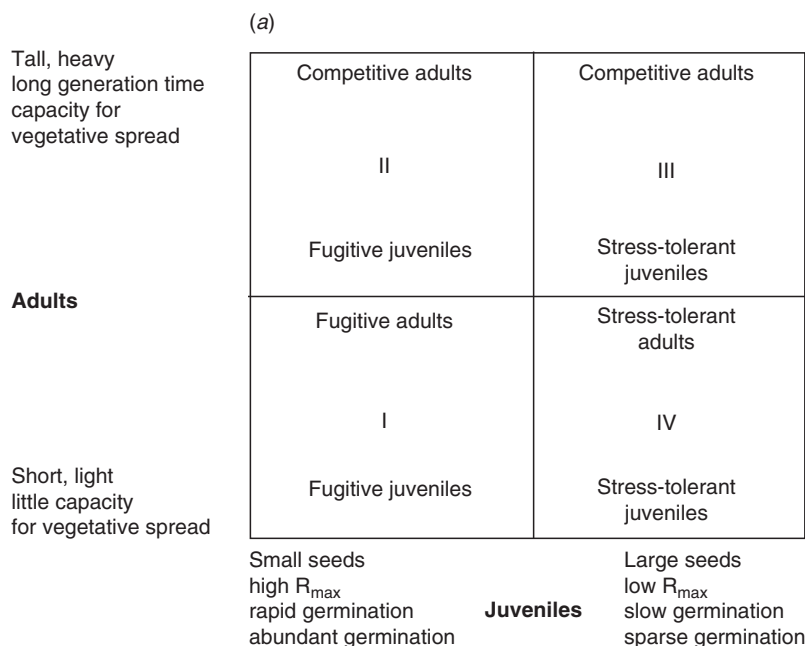 (a)
Tall, heavy
long generation time
capacity for
vegetative spread
Competitive adults
Competitive adults
II
III
Fugitive juveniles
Stress-tolerant
juveniles
Adults
Fugitive adults
Stress-tolerant
adults
I
IV
Short, light
little capacity
for vegetative spread
Fugitive juveniles
Stress-tolerant
juveniles
Small seeds
high Rmax
rapid germination
abundant germination
Juveniles
Large seeds
low Rmax
slow germination
sparse germination